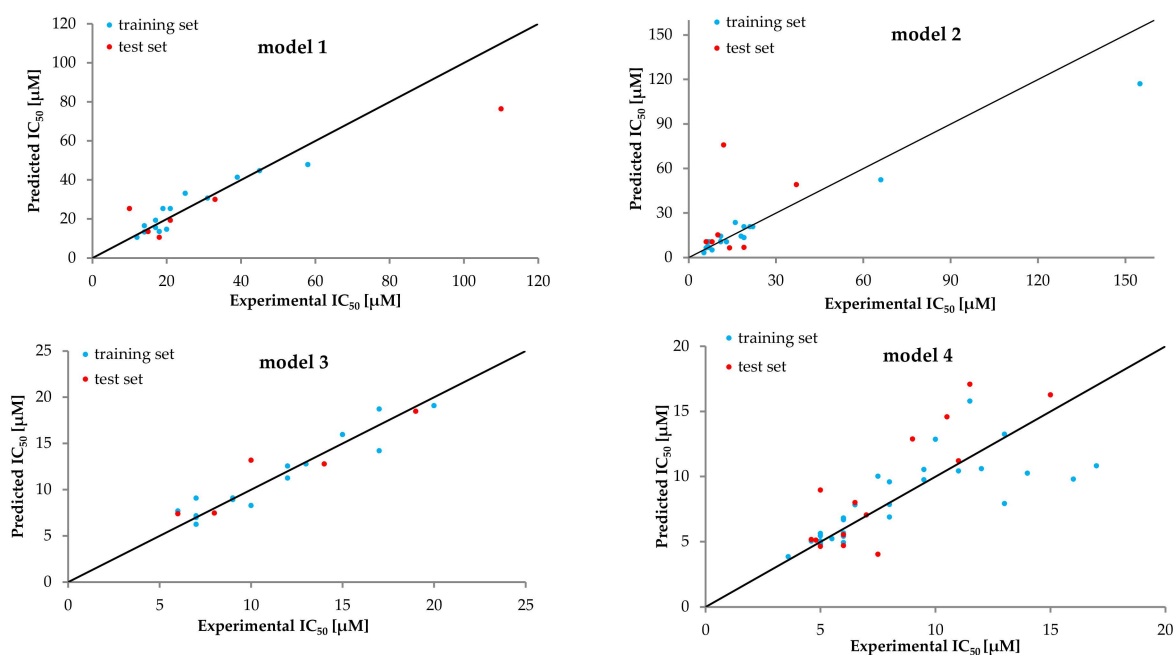 training set
test set
model 1
Predicted IC50 [µM]
120
100
80
60
40
20
0
0 20 40 60 80 100 120
Experimental IC50 [µM]
training set
test set
model 2
Predicted IC50 [µM]
150
120
90
60
30
0
0 30 60 90 120 150
Experimental IC50 [µM]
training set
test set
model 3
Predicted IC50 [µM]
25
20
15
10
5
0
0 5 10 15 20 25
Experimental IC50 [µM]
training set
test set
model 4
Predicted IC50 [µM]
20
15
10
5
0
0 5 10 15 20
Experimental IC50 [µM]